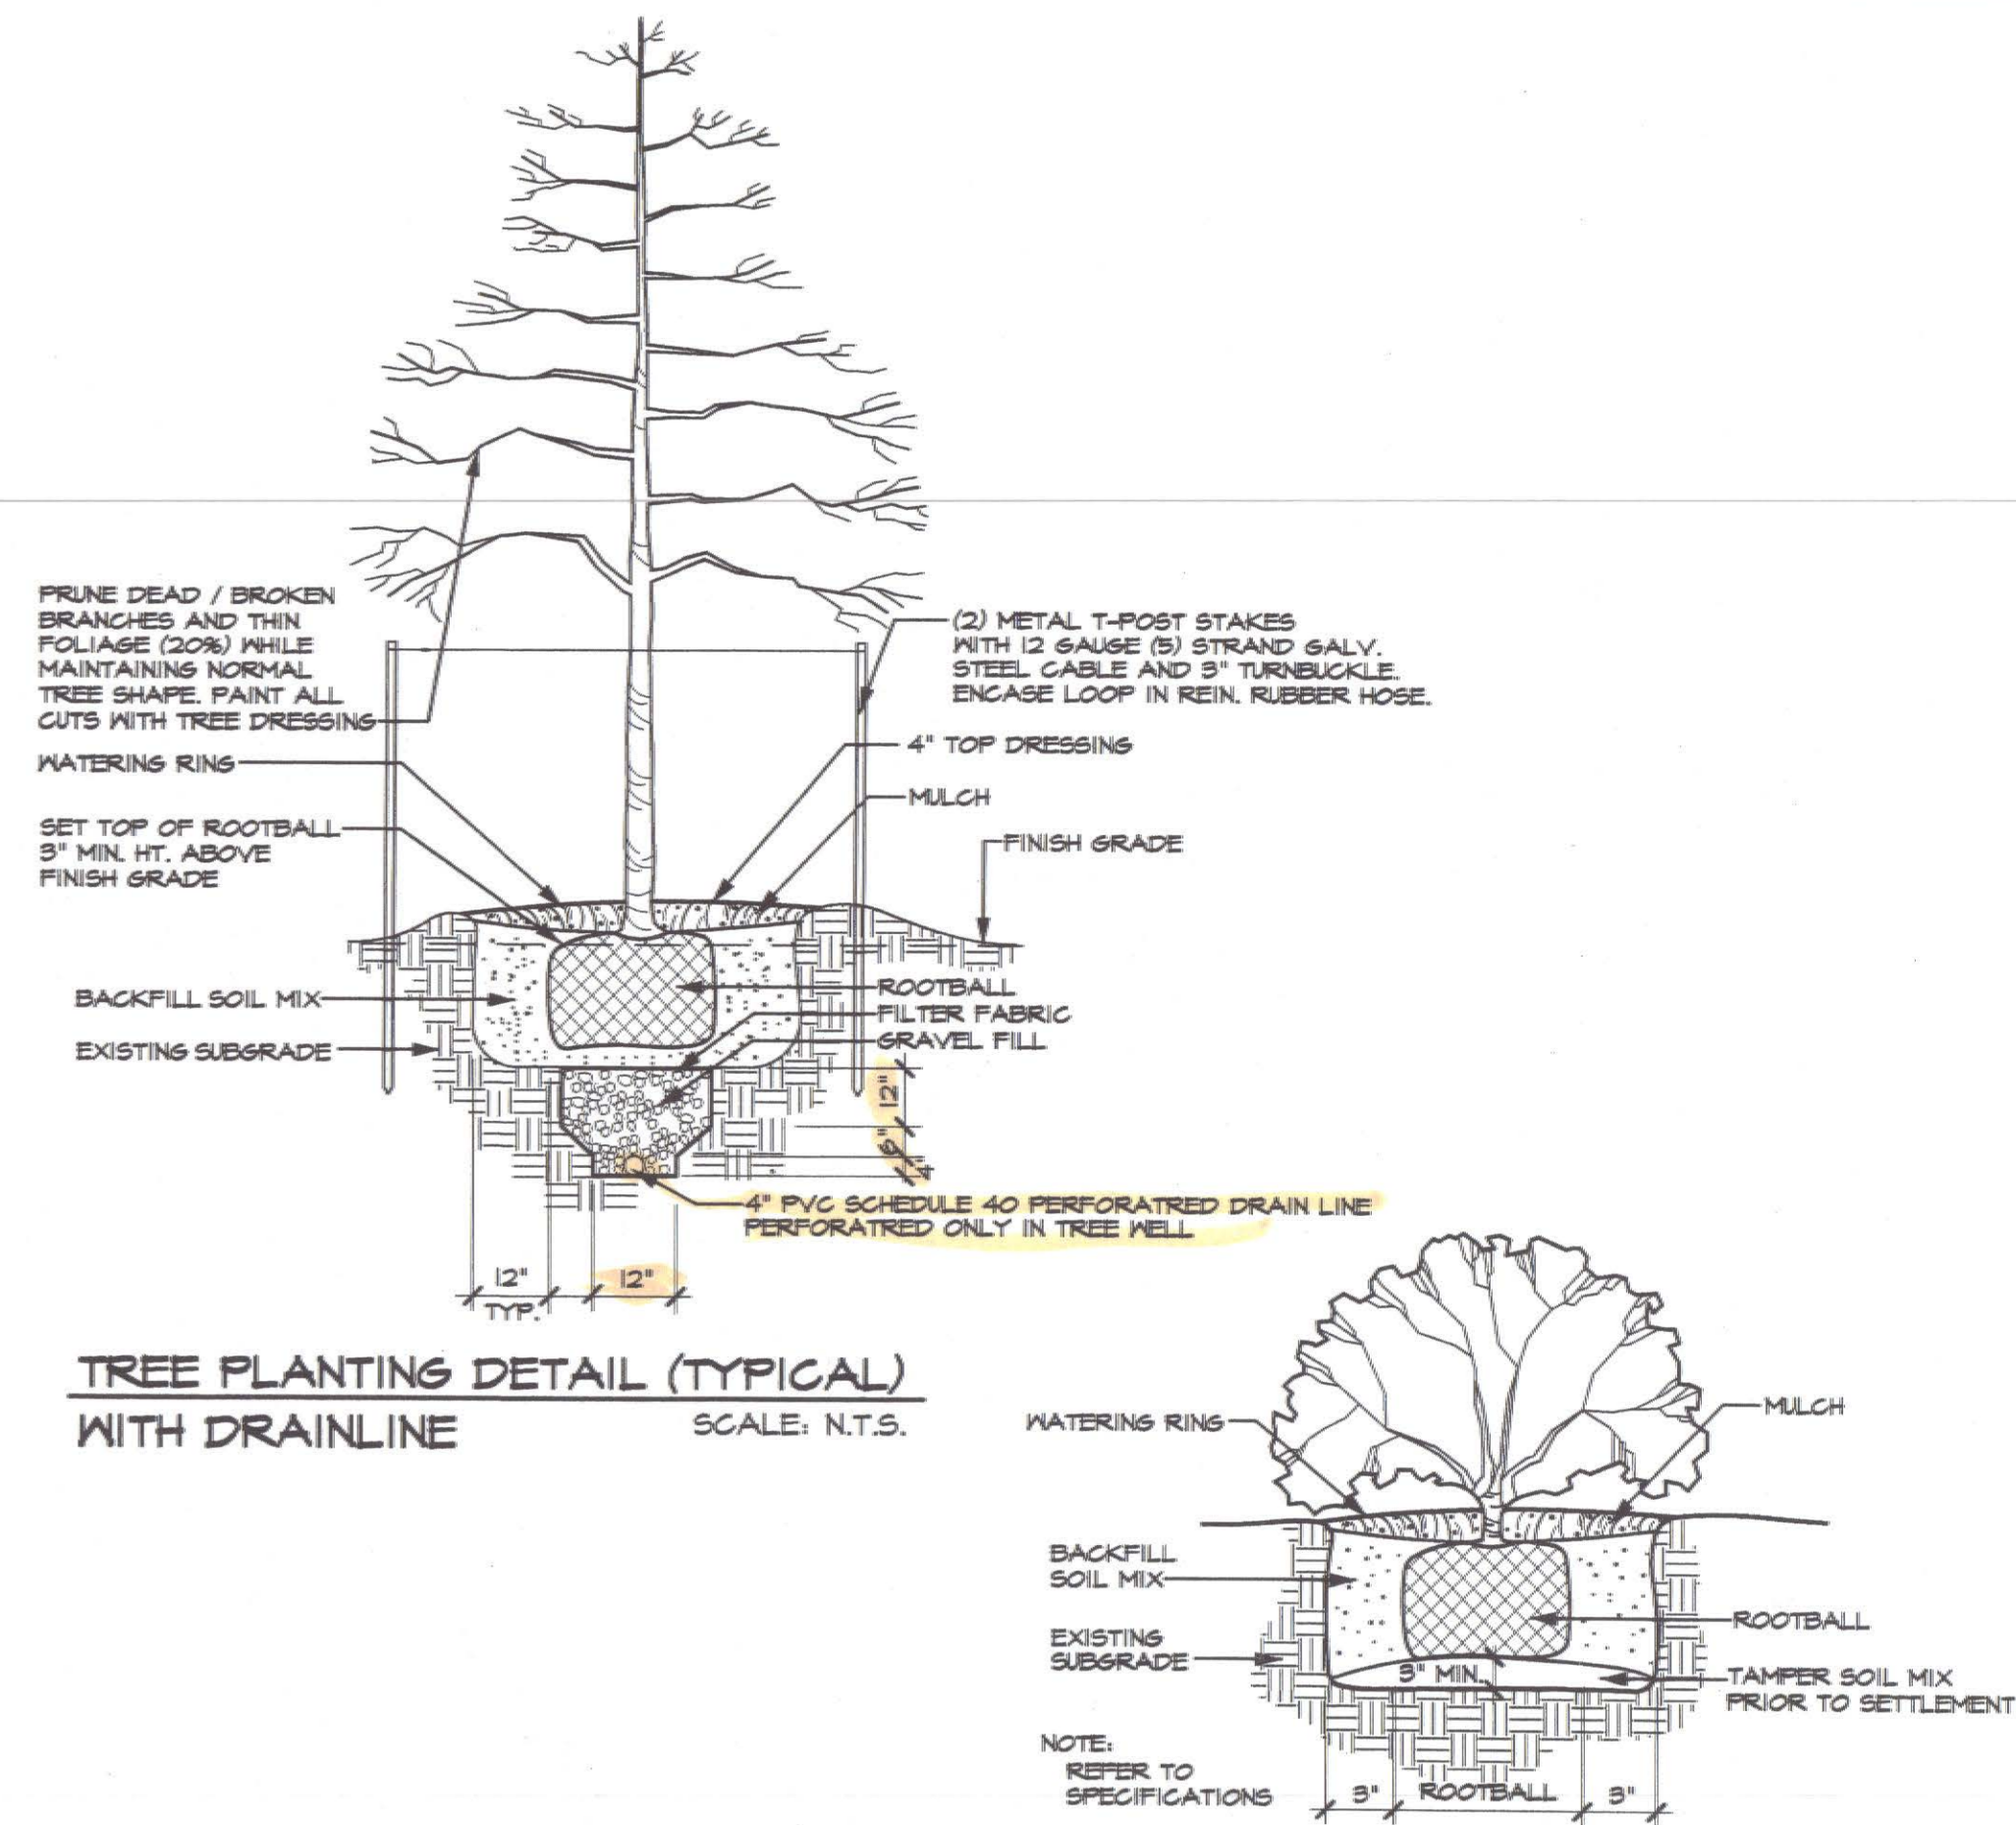 PRUNE DEAD / BROKEN
BRANCHES AND THIN
FOLIAGE (20%) WHILE
MAINTAINING NORMAL
TREE SHAPE. PAINT ALL
CUTS WITH TREE DRESSING
WATERING RING
SET TOP OF ROOTBALL
3" MIN. HT. ABOVE
FINISH GRADE
BACKFILL SOIL MIX
EXISTING SUBGRADE
(2) METAL T-POST STAKES
WITH 12 GAUGE (5) STRAND GALV.
STEEL CABLE AND 3" TURNBUCKLE.
ENCASE LOOP IN REIN. RUBBER HOSE.
4" TOP DRESSING
MULCH
FINISH GRADE
ROOTBALL
FILTER FABRIC
GRAVEL FILL
12"
6"
4"
4" PVC SCHEDULE 40 PERFORATRED DRAIN LINE
PERFORATRED ONLY IN TREE WELL
12"
TYP.
12"
TREE PLANTING DETAIL (TYPICAL)
WITH DRAINLINE
SCALE: N.T.S.
WATERING RING
MULCH
BACKFILL
SOIL MIX
EXISTING
SUBGRADE
ROOTBALL
3" MIN.
TAMPER SOIL MIX
PRIOR TO SETTLEMENT
NOTE:
REFER TO
SPECIFICATIONS
3"
ROOTBALL
3"